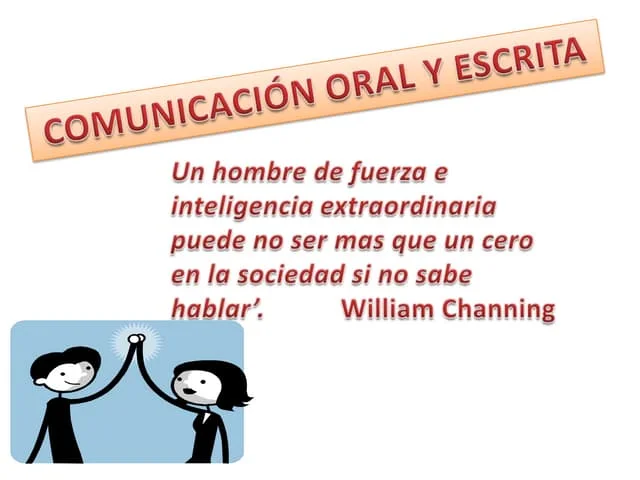 COMUNICACIÓN ORAL Y ESCRITA
Un hombre de fuerza e
inteligencia extraordinaria
puede no ser mas que un cero
en la sociedad si no sabe
hablar’. William Channing